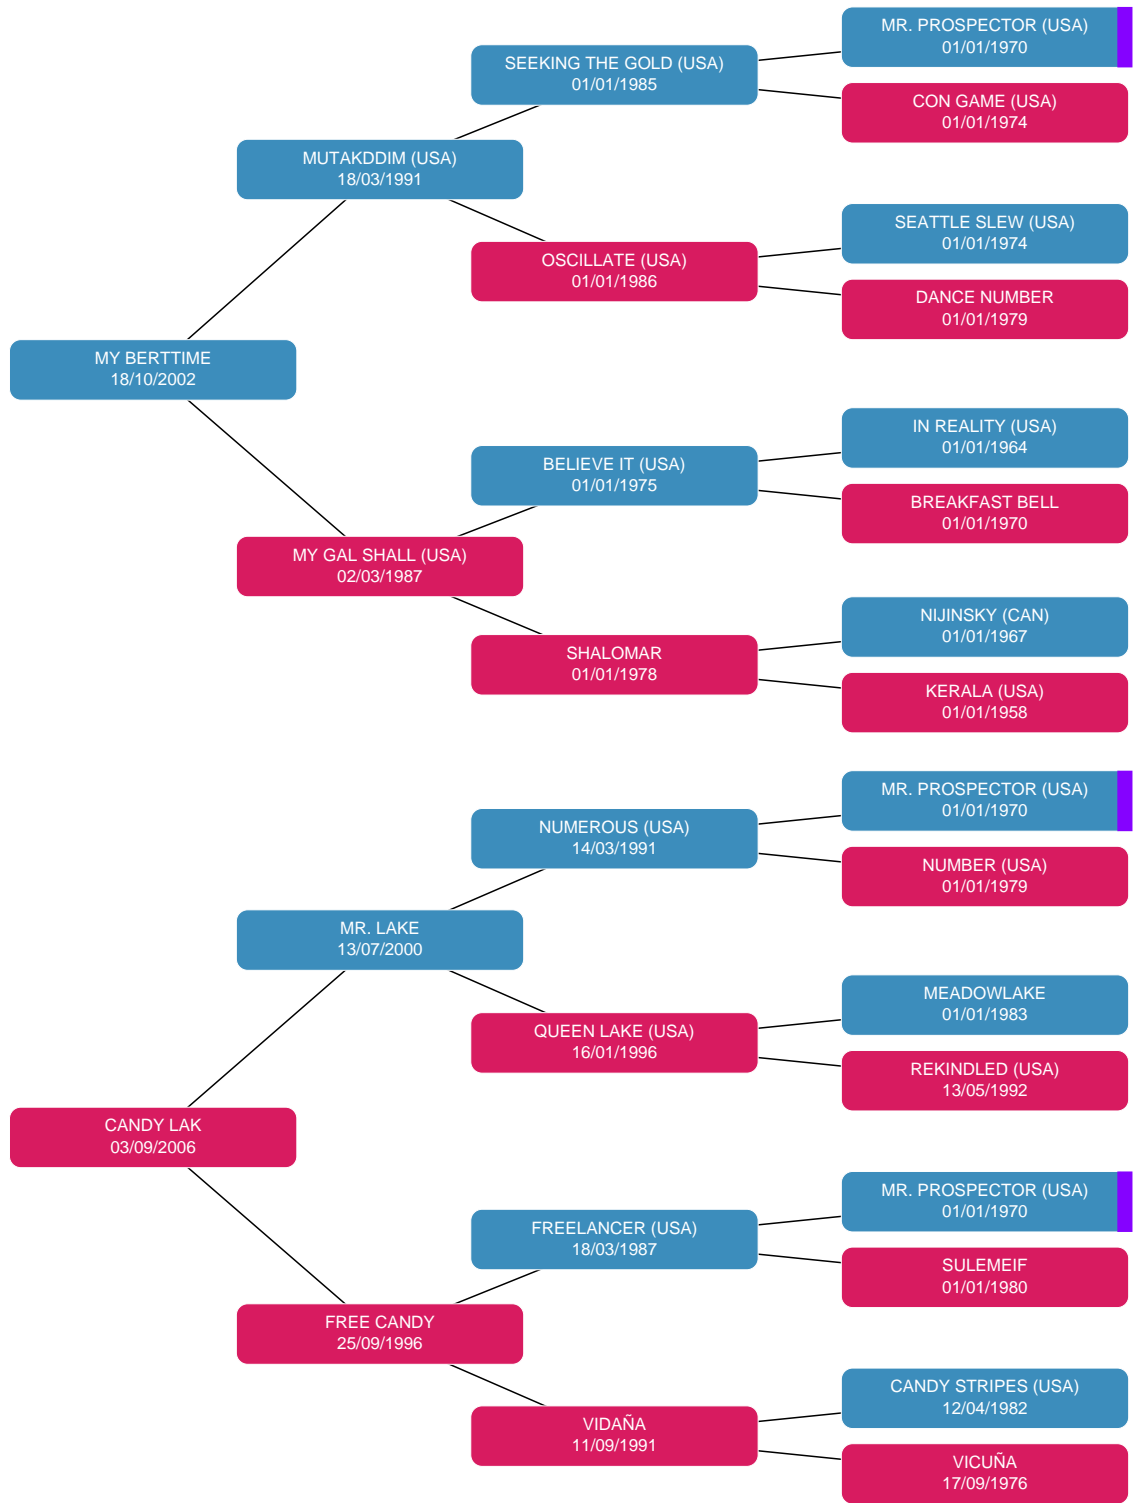 MR. PROSPECTOR (USA)
01/01/1970
SEEKING THE GOLD (USA)
01/01/1985
CON GAME (USA)
01/01/1974
MUTAKDDIM (USA)
18/03/1991
SEATTLE SLEW (USA)
01/01/1974
OSCILLATE (USA)
01/01/1986
DANCE NUMBER
01/01/1979
MY BERTTIME
18/10/2002
IN REALITY (USA)
01/01/1964
BELIEVE IT (USA)
01/01/1975
BREAKFAST BELL
01/01/1970
MY GAL SHALL (USA)
02/03/1987
NIJINSKY (CAN)
01/01/1967
SHALOMAR
01/01/1978
KERALA (USA)
01/01/1958
MR. PROSPECTOR (USA)
01/01/1970
NUMEROUS (USA)
14/03/1991
NUMBER (USA)
01/01/1979
MR. LAKE
13/07/2000
MEADOWLAKE
01/01/1983
QUEEN LAKE (USA)
16/01/1996
REKINDLED (USA)
13/05/1992
CANDY LAK
03/09/2006
MR. PROSPECTOR (USA)
01/01/1970
FREELANCER (USA)
18/03/1987
SULEMEIF
01/01/1980
FREE CANDY
25/09/1996
CANDY STRIPES (USA)
12/04/1982
VIDAÑA
11/09/1991
VICUÑA
17/09/1976